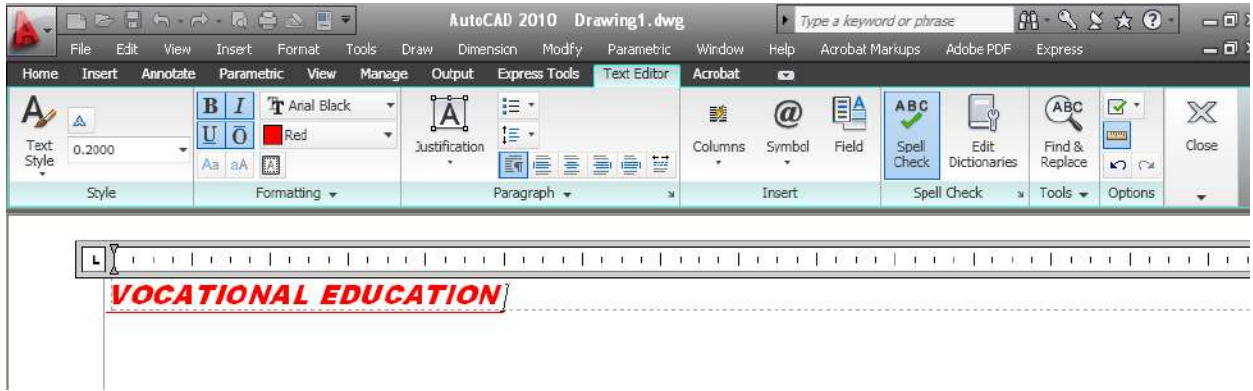 AutoCAD 2010 Drawing1.dwg Type a keyword or phrase
File Edit View Insert Format Tools Draw Dimension Modify Parametric Window Help Acrobat Markups Adobe PDF Express
Home Insert Annotate Parametric View Manage Output Express Tools Text Editor Acrobat
A B I Arial Black A @ A ABC ABC
Text Style 0.2000 U O Red Justification Columns Symbol Field Spell Check Edit Dictionaries Find & Replace Close
Aa aA
Style Formatting Paragraph Insert Spell Check Tools Options
L
VOCATIONAL EDUCATION